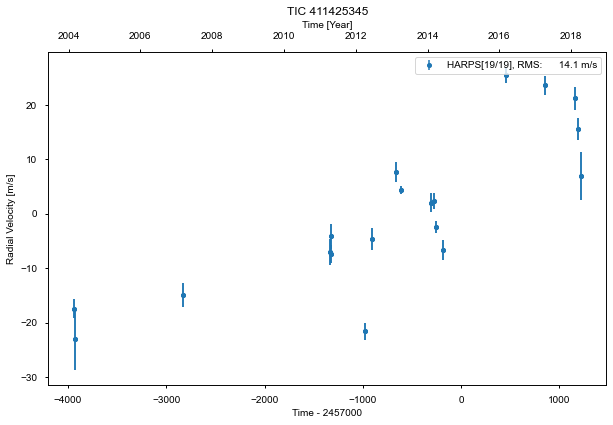 TIC 411425345
Time [Year]
2004 2006 2008 2010 2012 2014 2016 2018
HARPS[19/19], RMS: 14.1 m/s
20
10
0
−10
−20
−30
Radial Velocity [m/s]
−4000 −3000 −2000 −1000 0 1000
Time - 2457000